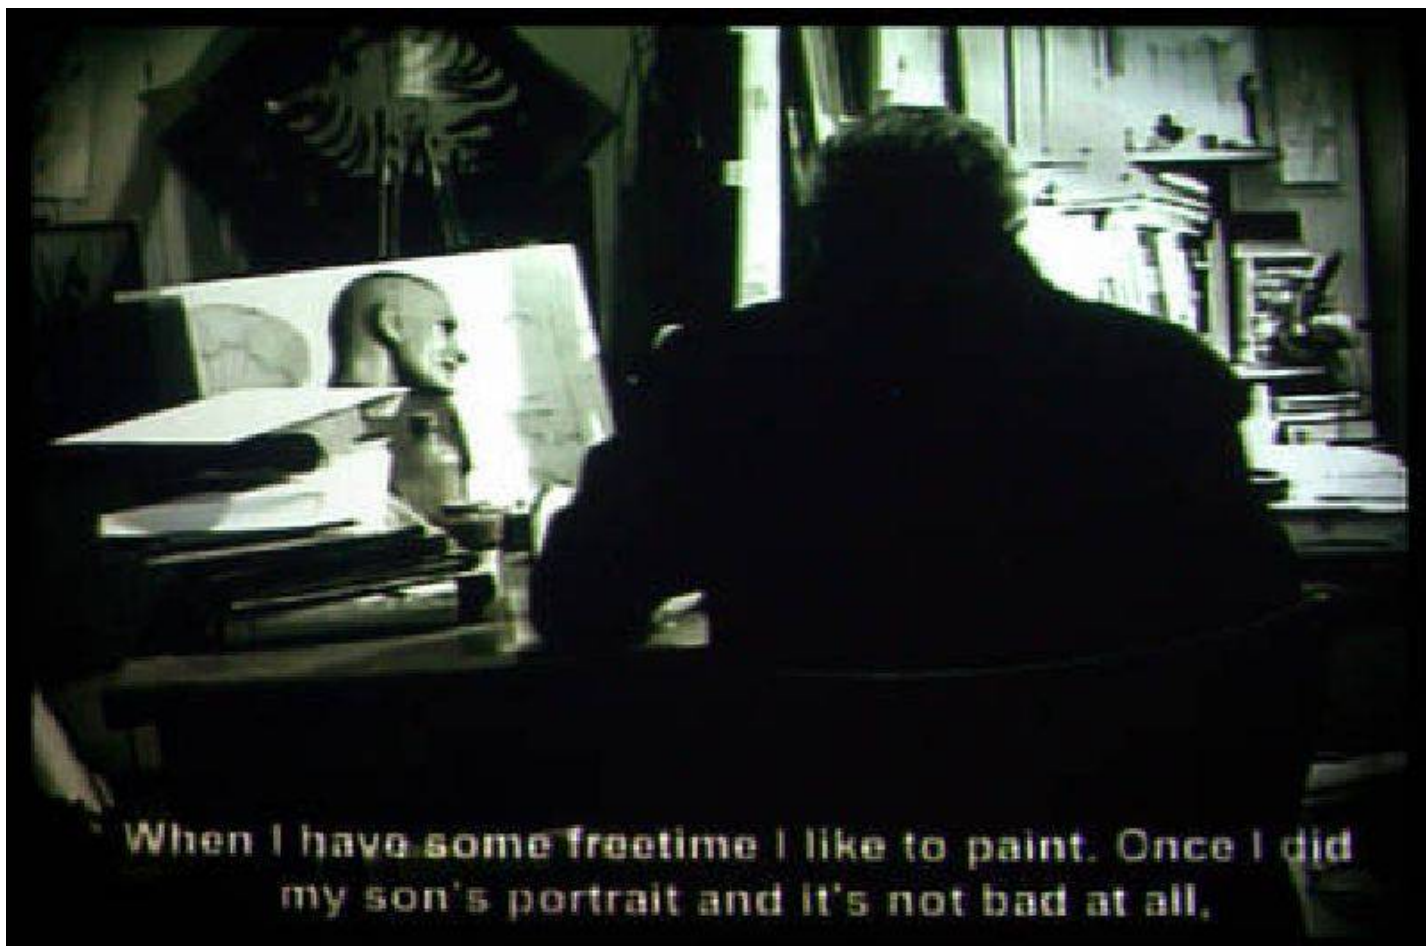 When I have some freetime I like to paint. Once I did
my son's portrait and it's not bad at all.